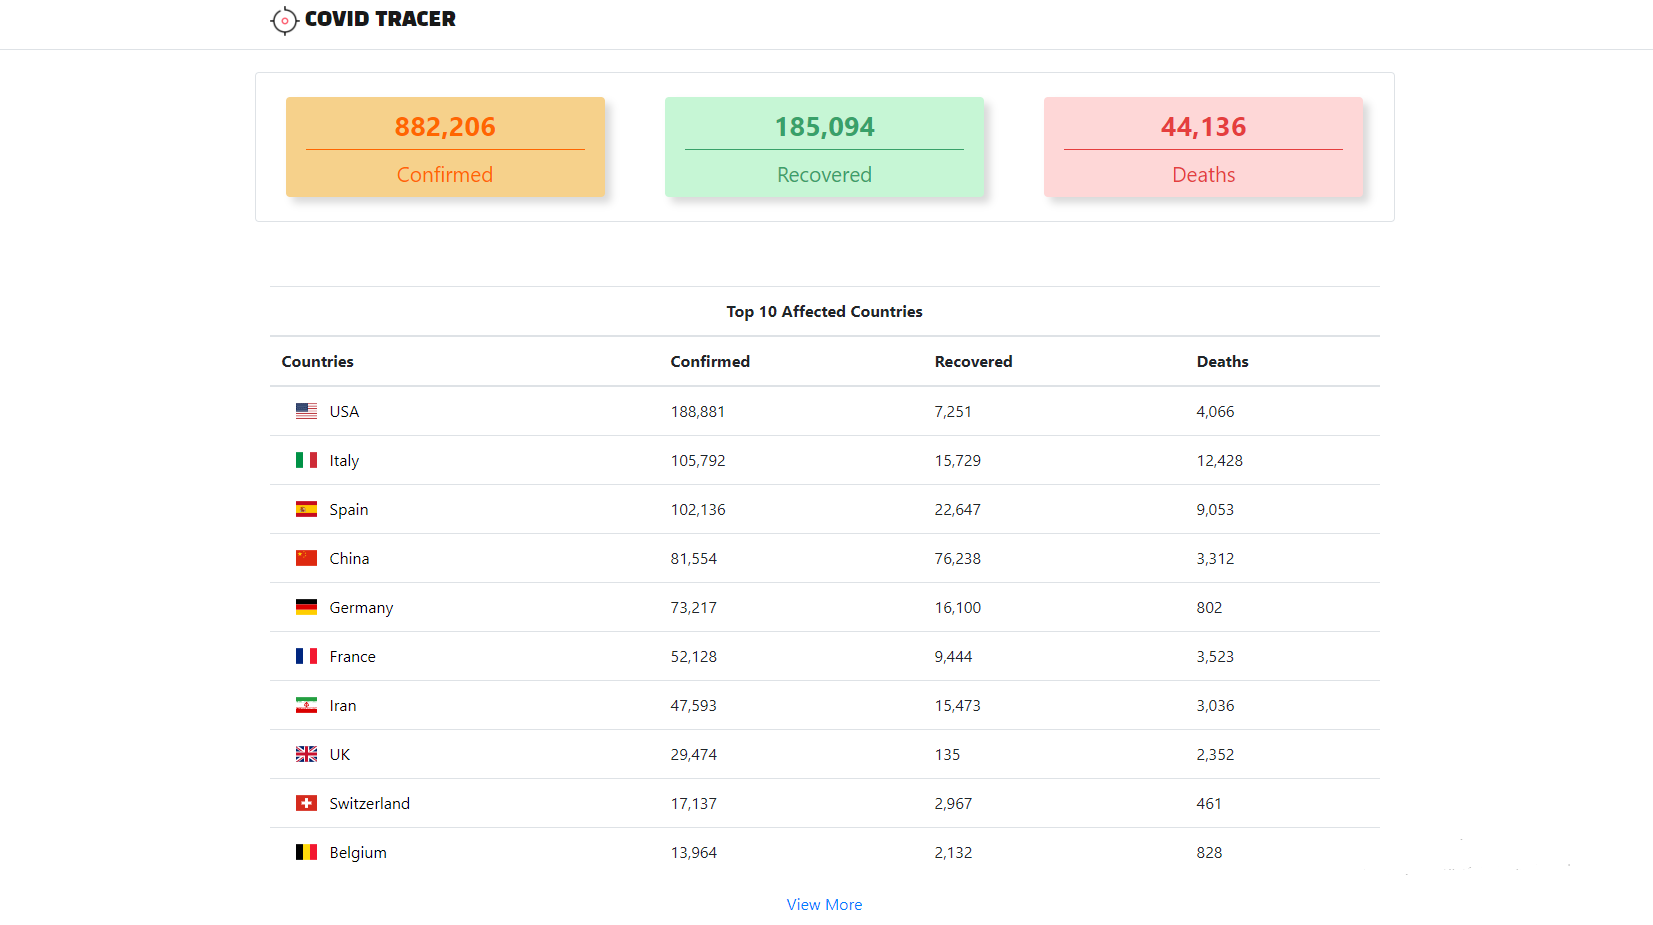 COVID TRACER
882,206 185,094 44,136
Confirmed Recovered Deaths
Top 10 Affected Countries
Countries Confirmed Recovered Deaths
USA 188,881 7,251 4,066
Italy 105,792 15,729 12,428
Spain 102,136 22,647 9,053
China 81,554 76,238 3,312
Germany 73,217 16,100 802
France 52,128 9,444 3,523
Iran 47,593 15,473 3,036
UK 29,474 135 2,352
Switzerland 17,137 2,967 461
Belgium 13,964 2,132 828
View More